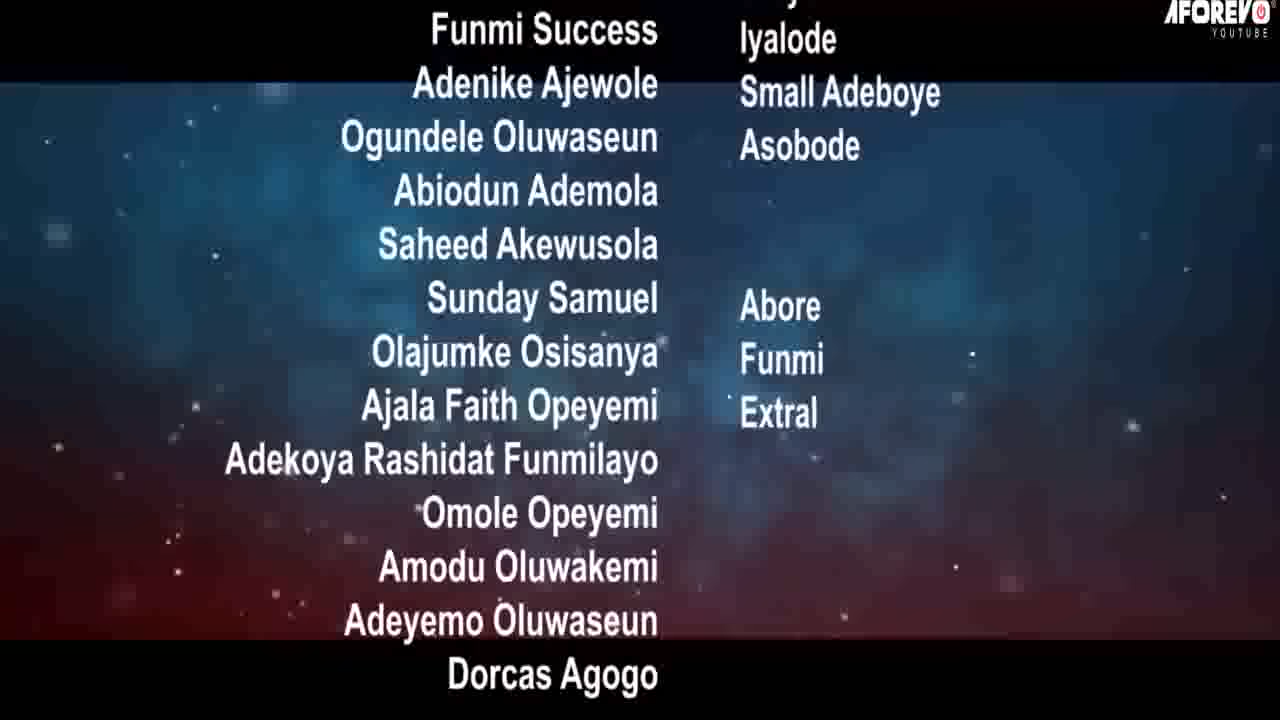 AFOREVO
YOUTUBE
Funmi Success
Iyalode
Adenike Ajewole
Small Adeboye
Ogundele Oluwaseun
Asobode
Abiodun Ademola
Saheed Akewusola
Sunday Samuel
Abore
Olajumke Osisanya
Funmi
Ajala Faith Opeyemi
Extral
Adekoya Rashidat Funmilayo
Omole Opeyemi
Amodu Oluwakemi
Adeyemo Oluwaseun
Dorcas Agogo